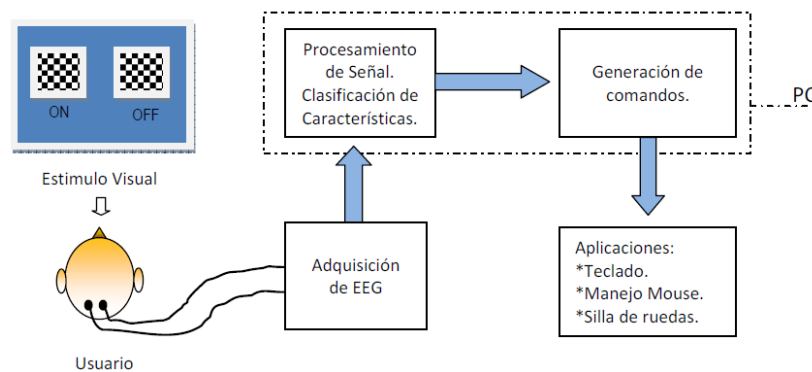 ON
OFF
Estimulo Visual
Usuario
Adquisición
de EEG
Procesamiento
de Señal.
Clasificación de
Características.
Generación de
comandos.
PC
Aplicaciones:
*Teclado.
*Manejo Mouse.
*Silla de ruedas.